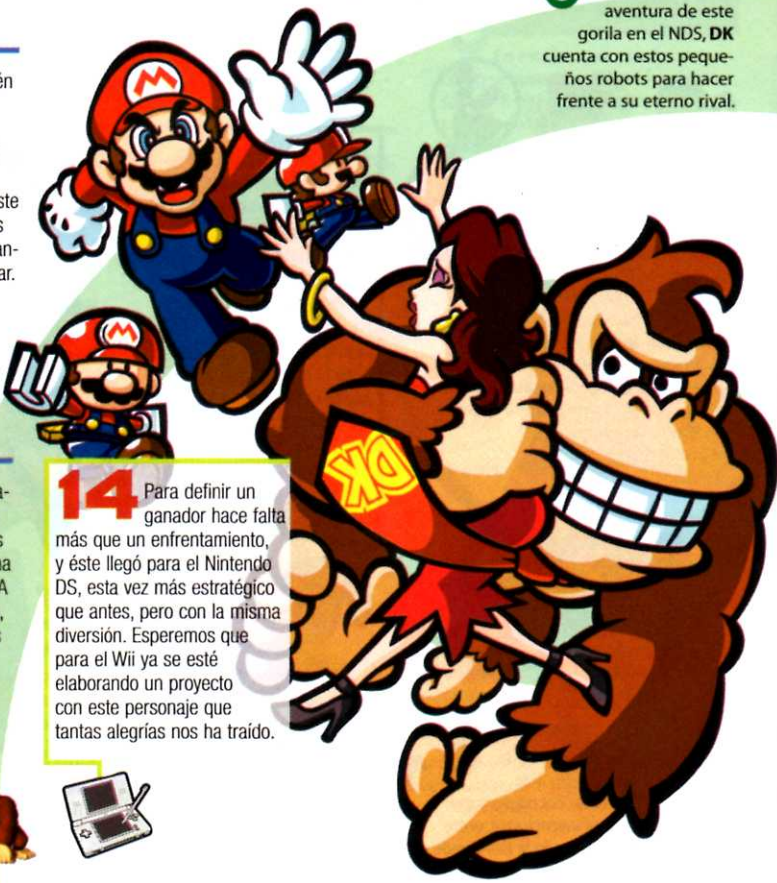 aventura de este
gorila en el NDS, DK
cuenta con estos peque-
ños robots para hacer
frente a su eterno rival.
M
M
DK
14 Para definir un
ganador hace falta
más que un enfrentamiento,
y éste llegó para el Nintendo
DS, esta vez más estratégico
que antes, pero con la misma
diversión. Esperemos que
para el Wii ya se esté
elaborando un proyecto
con este personaje que
tantas alegrías nos ha traído.